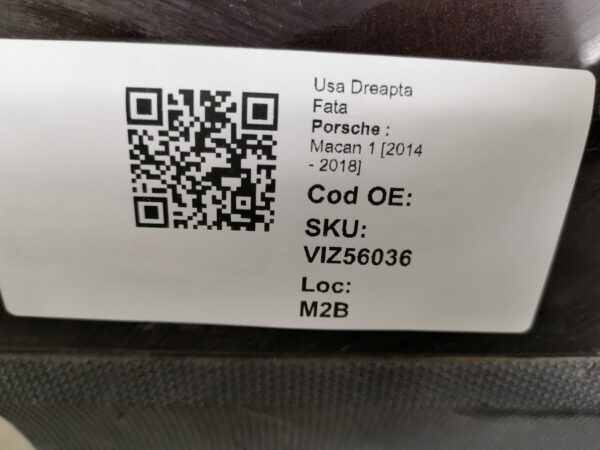 Usa Dreapta
Fata
Porsche :
Macan 1 [2014
- 2018]
Cod OE:
SKU:
VIZ56036
Loc:
M2B